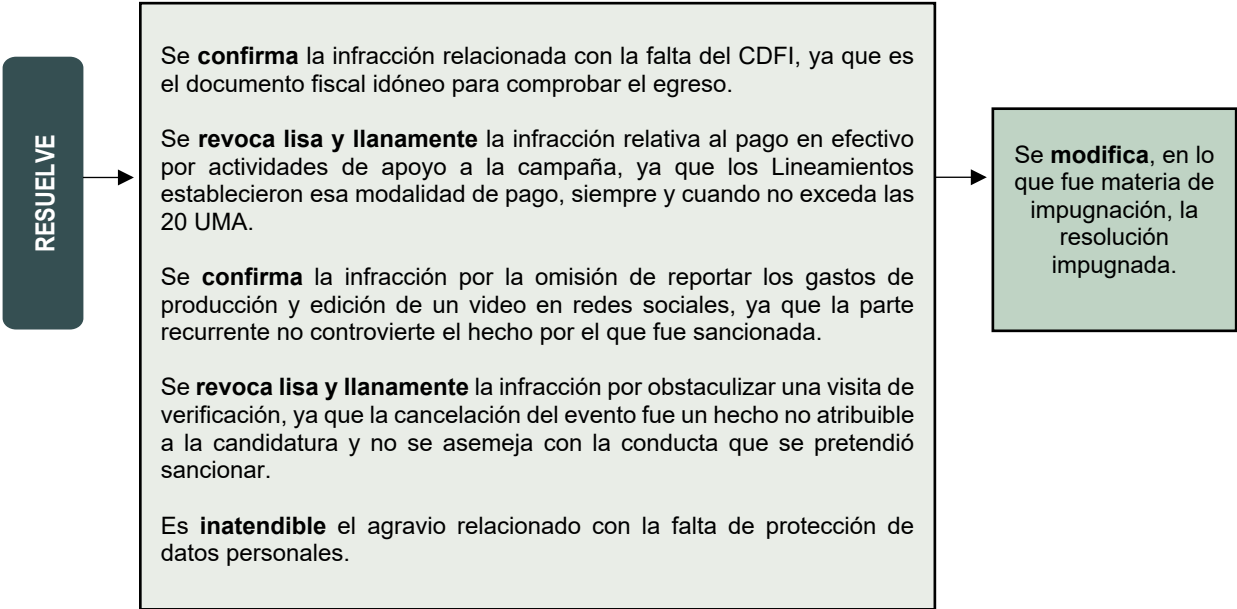 RESUELVE
Se confirma la infracción relacionada con la falta del CDFI, ya que es
el documento fiscal idóneo para comprobar el egreso.
Se revoca lisa y llanamente la infracción relativa al pago en efectivo
por actividades de apoyo a la campaña, ya que los Lineamientos
establecieron esa modalidad de pago, siempre y cuando no exceda las
20 UMA.
Se confirma la infracción por la omisión de reportar los gastos de
producción y edición de un video en redes sociales, ya que la parte
recurrente no controvierte el hecho por el que fue sancionada.
Se revoca lisa y llanamente la infracción por obstaculizar una visita de
verificación, ya que la cancelación del evento fue un hecho no atribuible
a la candidatura y no se asemeja con la conducta que se pretendió
sancionar.
Es inatendible el agravio relacionado con la falta de protección de
datos personales.
Se modifica, en lo
que fue materia de
impugnación, la
resolución
impugnada.